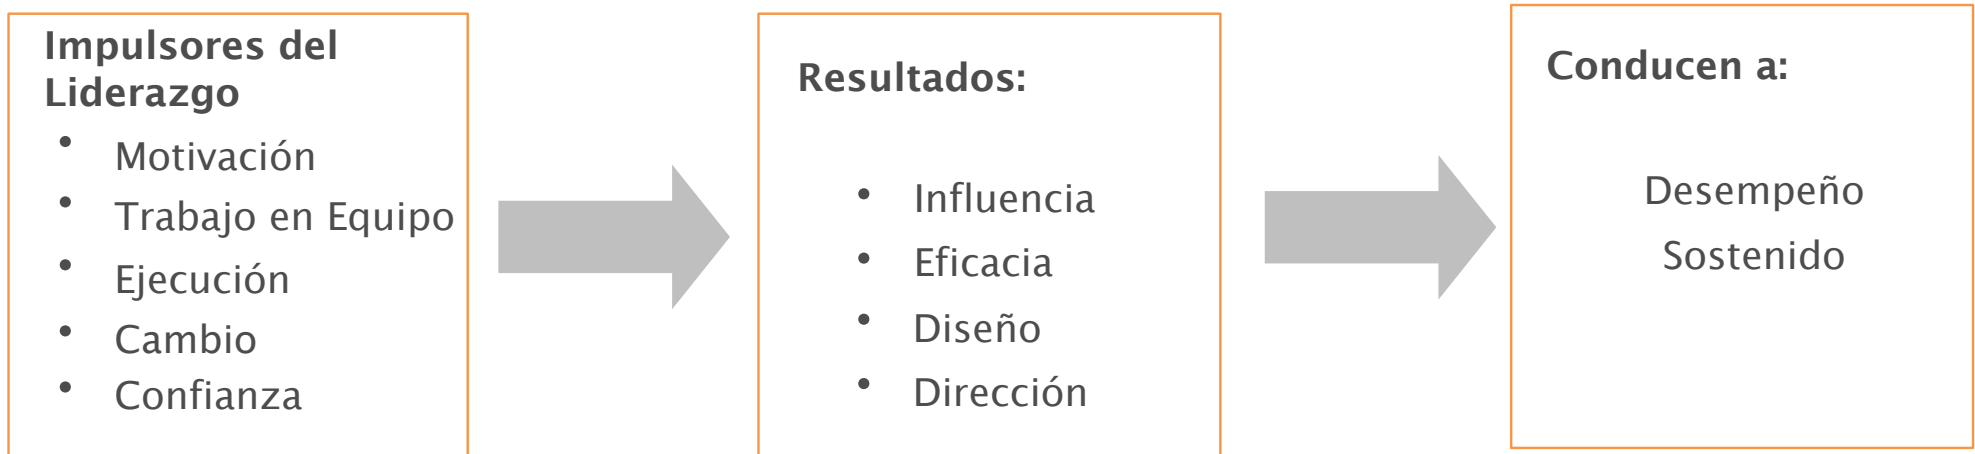 Impulsores del
Liderazgo
• Motivación
• Trabajo en Equipo
• Ejecución
• Cambio
• Confianza
Resultados:
• Influencia
• Eficacia
• Diseño
• Dirección
Conducen a:
Desempeño
Sostenido